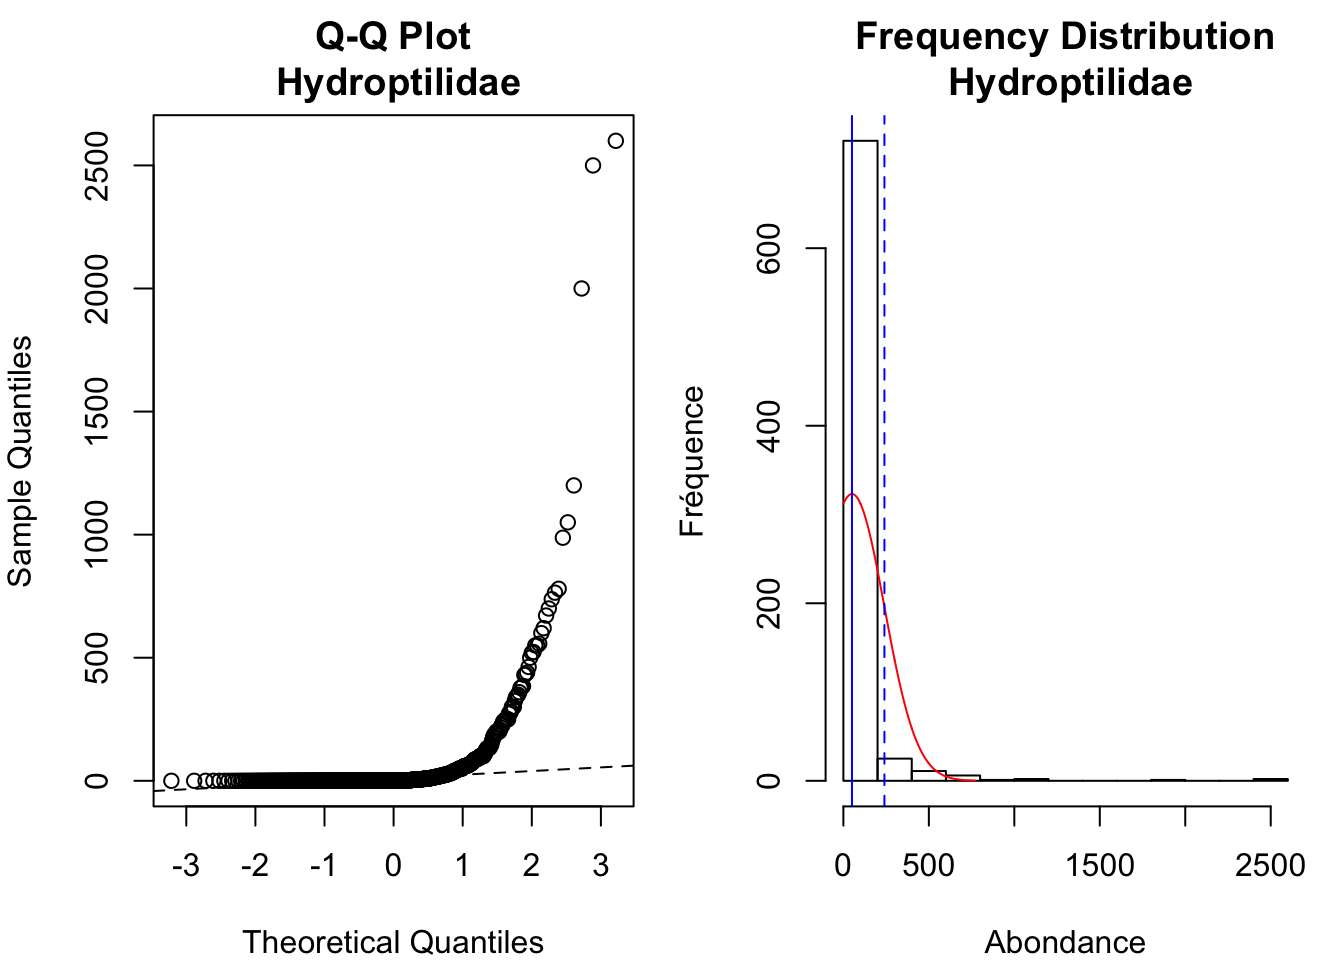 Q-Q Plot
Hydroptilidae
Sample Quantiles
2500
2000
1500
1000
500
0
-3 -2 -1 0 1 2 3
Theoretical Quantiles
Frequency Distribution
Hydroptilidae
Fréquence
600
400
200
0
0 500 1500 2500
Abondance